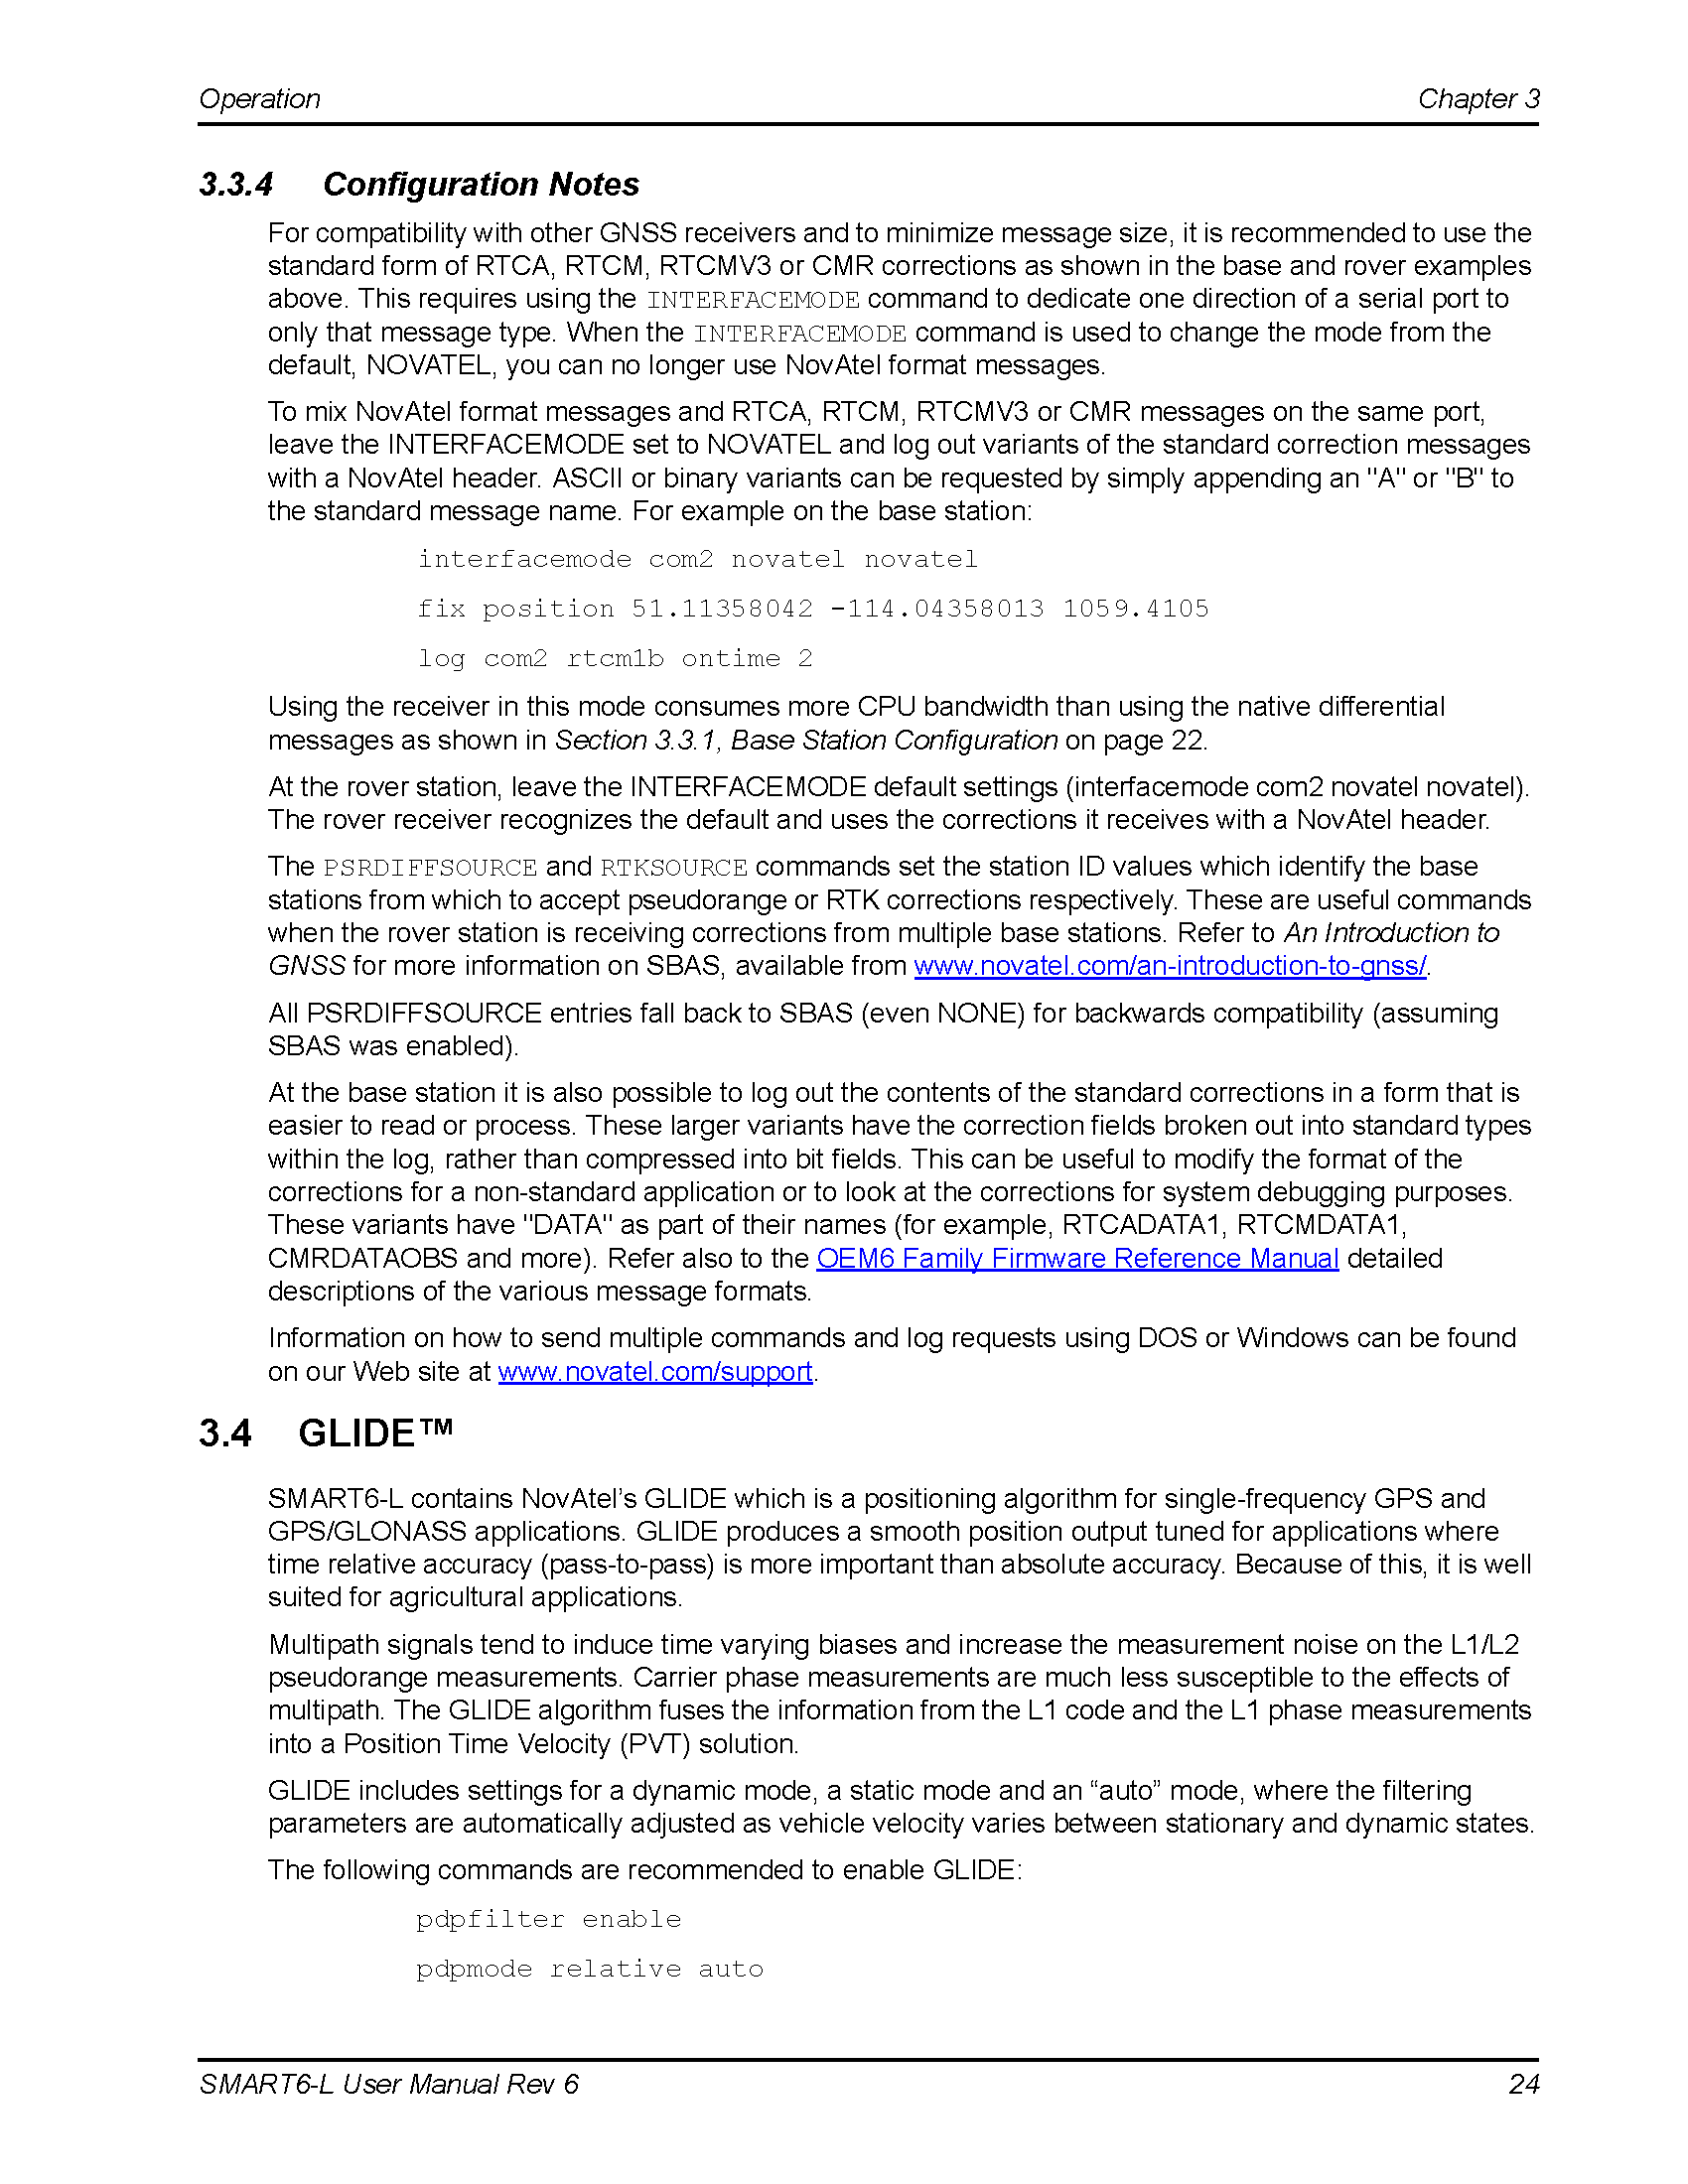 Operation Chapter 3
3.3.4 Configuration Notes
For compatibility with other GNSS receivers and to minimize message size, it is recommended to use the
standard form of RTCA, RTCM, RTCMV3 or CMR corrections as shown in the base and rover examples
above. This requires using the INTERFACEMODE command to dedicate one direction of a serial port to
only that message type. When the INTERFACEMODE command is used to change the mode from the
default, NOVATEL, you can no longer use NovAtel format messages.
To mix NovAtel format messages and RTCA, RTCM, RTCMV3 or CMR messages on the same port,
leave the INTERFACEMODE set to NOVATEL and log out variants of the standard correction messages
with a NovAtel header. ASCII or binary variants can be requested by simply appending an "A" or "B" to
the standard message name. For example on the base station:
interfacemode com2 novatel novatel
fix position 51.11358042 -114.04358013 1059.4105
log com2 rtcm1b ontime 2
Using the receiver in this mode consumes more CPU bandwidth than using the native differential
messages as shown in Section 3.3.1, Base Station Configuration on page 22.
At the rover station, leave the INTERFACEMODE default settings (interfacemode com2 novatel novatel).
The rover receiver recognizes the default and uses the corrections it receives with a NovAtel header.
The PSRDIFFSOURCE and RTKSOURCE commands set the station ID values which identify the base
stations from which to accept pseudorange or RTK corrections respectively. These are useful commands
when the rover station is receiving corrections from multiple base stations. Refer to An Introduction to
GNSS for more information on SBAS, available from www.novatel.com/an-introduction-to-gnss/.
All PSRDIFFSOURCE entries fall back to SBAS (even NONE) for backwards compatibility (assuming
SBAS was enabled).
At the base station it is also possible to log out the contents of the standard corrections in a form that is
easier to read or process. These larger variants have the correction fields broken out into standard types
within the log, rather than compressed into bit fields. This can be useful to modify the format of the
corrections for a non-standard application or to look at the corrections for system debugging purposes.
These variants have "DATA" as part of their names (for example, RTCADATA1, RTCMDATA1,
CMRDATAOBS and more). Refer also to the OEM6 Family Firmware Reference Manual detailed
descriptions of the various message formats.
Information on how to send multiple commands and log requests using DOS or Windows can be found
on our Web site at www.novatel.com/support.
3.4 GLIDE™
SMART6-L contains NovAtel’s GLIDE which is a positioning algorithm for single-frequency GPS and
GPS/GLONASS applications. GLIDE produces a smooth position output tuned for applications where
time relative accuracy (pass-to-pass) is more important than absolute accuracy. Because of this, it is well
suited for agricultural applications.
Multipath signals tend to induce time varying biases and increase the measurement noise on the L1/L2
pseudorange measurements. Carrier phase measurements are much less susceptible to the effects of
multipath. The GLIDE algorithm fuses the information from the L1 code and the L1 phase measurements
into a Position Time Velocity (PVT) solution.
GLIDE includes settings for a dynamic mode, a static mode and an “auto” mode, where the filtering
parameters are automatically adjusted as vehicle velocity varies between stationary and dynamic states.
The following commands are recommended to enable GLIDE:
pdpfilter enable
pdpmode relative auto
SMART6-L User Manual Rev 6 24